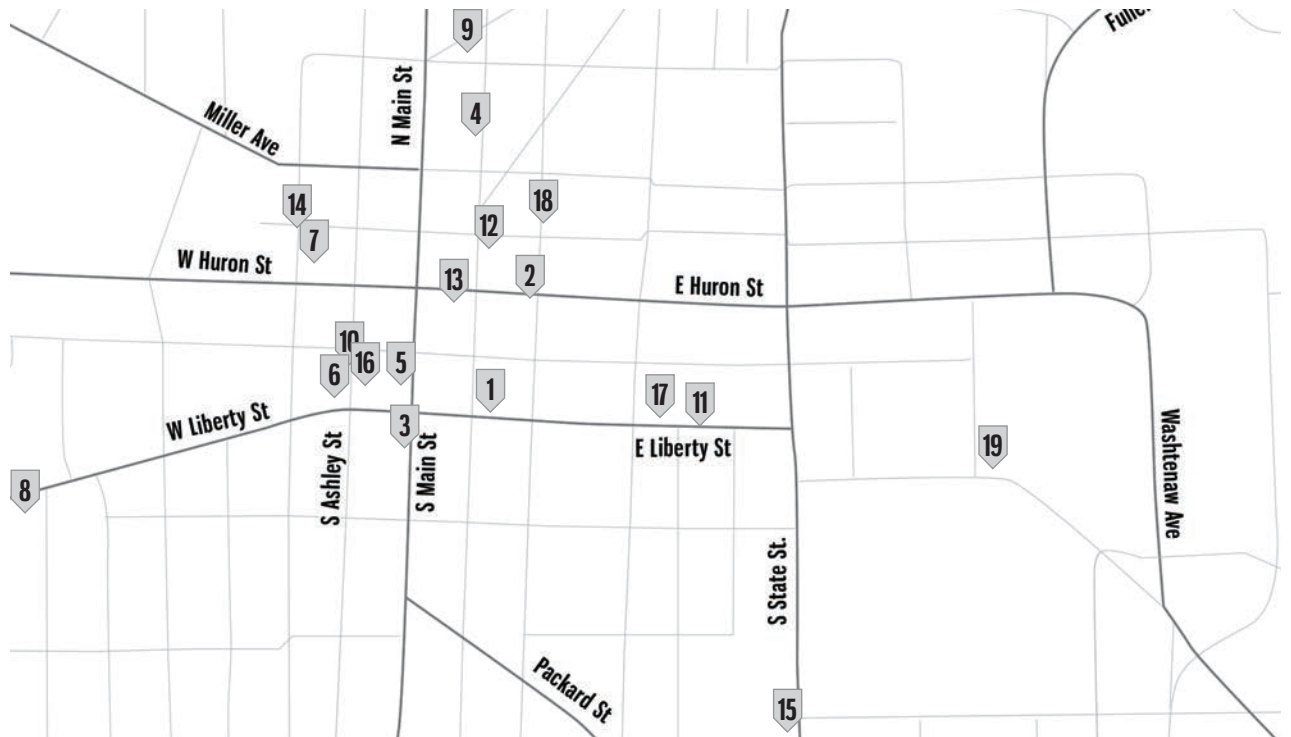 9
Fuller
N Main St
4
Miller Ave
14
18
12
7
W Huron St
13
2
E Huron St
10
16
5
6
1
17
11
W Liberty St
3
E Liberty St
19
Washtenaw Ave
S Ashley St
S Main St
8
S State St.
Packard St
15